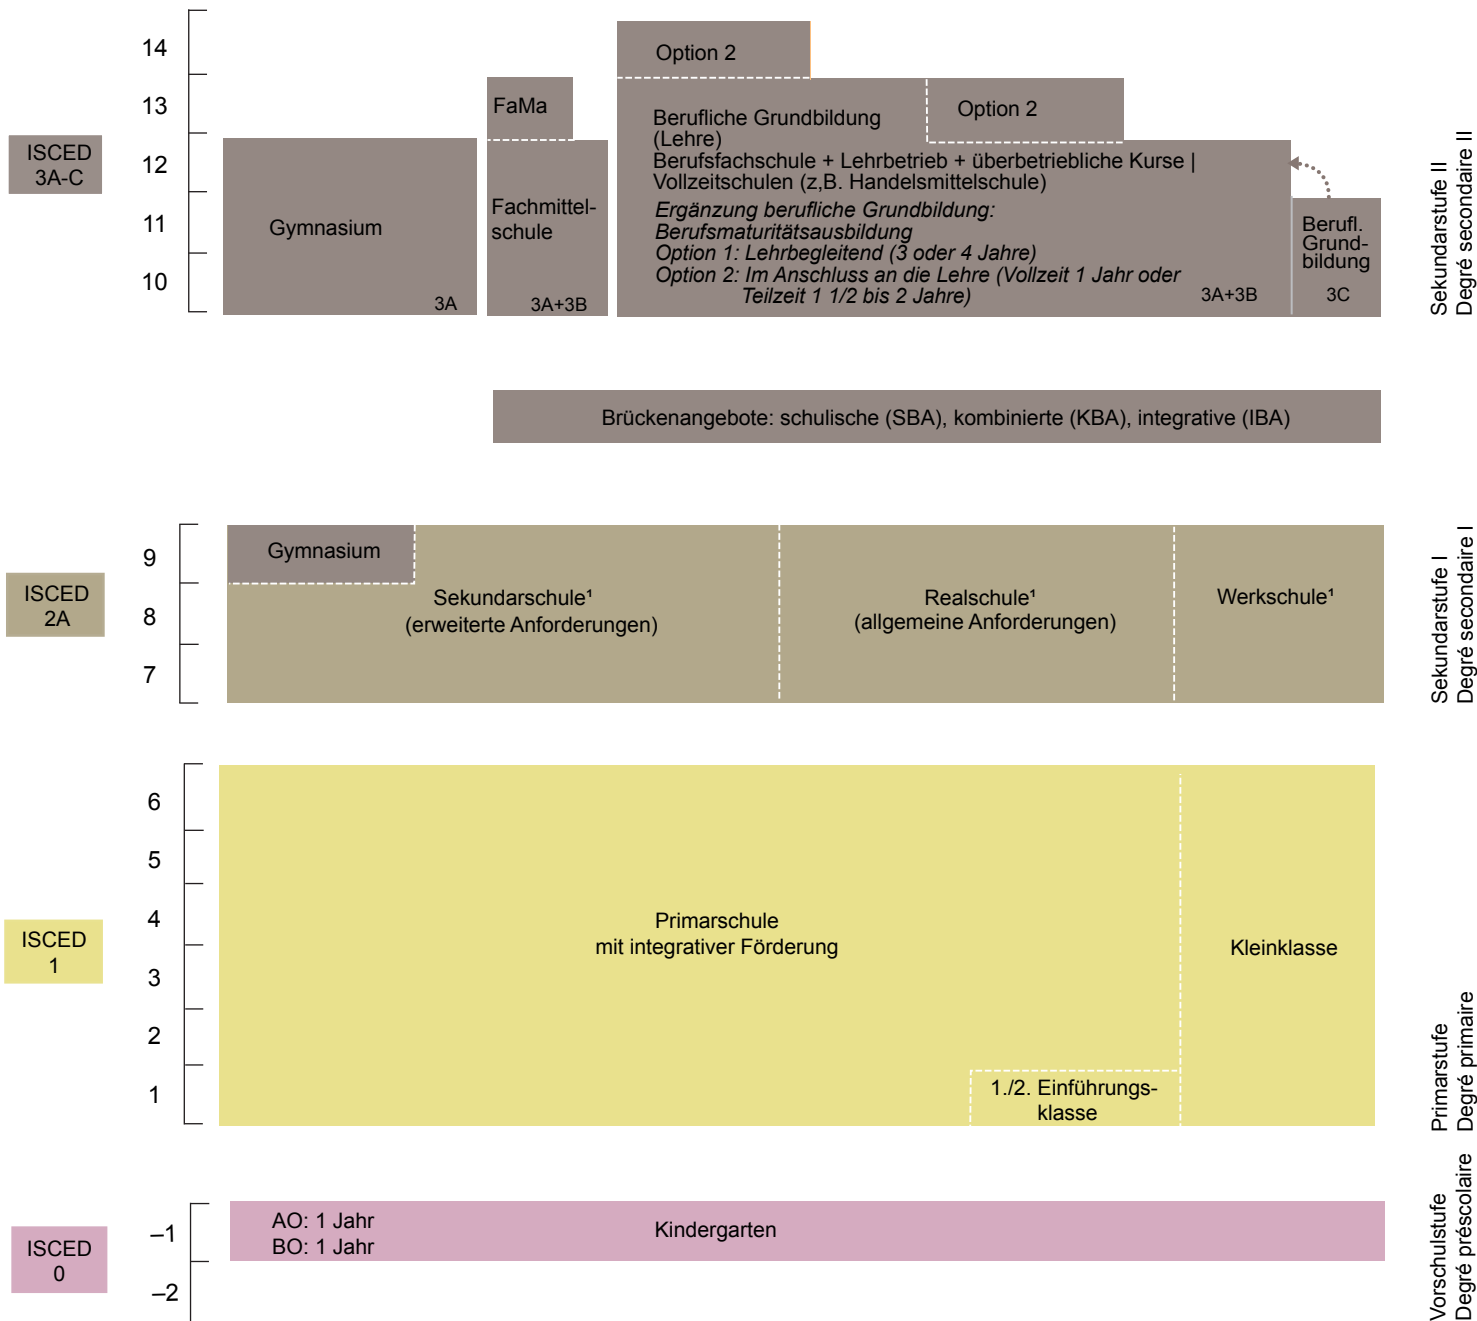 14
13
12
11
10
ISCED
3A-C
Option 2
FaMa
Option 2
Berufliche Grundbildung
(Lehre)
Berufsfachschule + Lehrbetrieb + überbetriebliche Kurse |
Vollzeitschulen (z,B. Handelsmittelschule)
Ergänzung berufliche Grundbildung:
Berufsmaturitätsausbildung
Option 1: Lehrbegleitend (3 oder 4 Jahre)
Option 2: Im Anschluss an die Lehre (Vollzeit 1 Jahr oder
Teilzeit 1 1/2 bis 2 Jahre)
3A+3B
Gymnasium
3A
Fachmittel-
schule
3A+3B
Berufl.
Grund-
bildung
3C
Sekundarstufe II
Degré secondaire II
Brückenangebote: schulische (SBA), kombinierte (KBA), integrative (IBA)
9
8
7
ISCED
2A
Gymnasium
Sekundarschule¹
(erweiterte Anforderungen)
Realschule¹
(allgemeine Anforderungen)
Werkschule¹
Sekundarstufe I
Degré secondaire I
6
5
4
3
2
1
ISCED
1
Primarschule
mit integrativer Förderung
Kleinklasse
1./2. Einführungs-
klasse
Primarstufe
Degré primaire
–1
–2
ISCED
0
AO: 1 Jahr
BO: 1 Jahr
Kindergarten
Vorschulstufe
Degré préscolaire